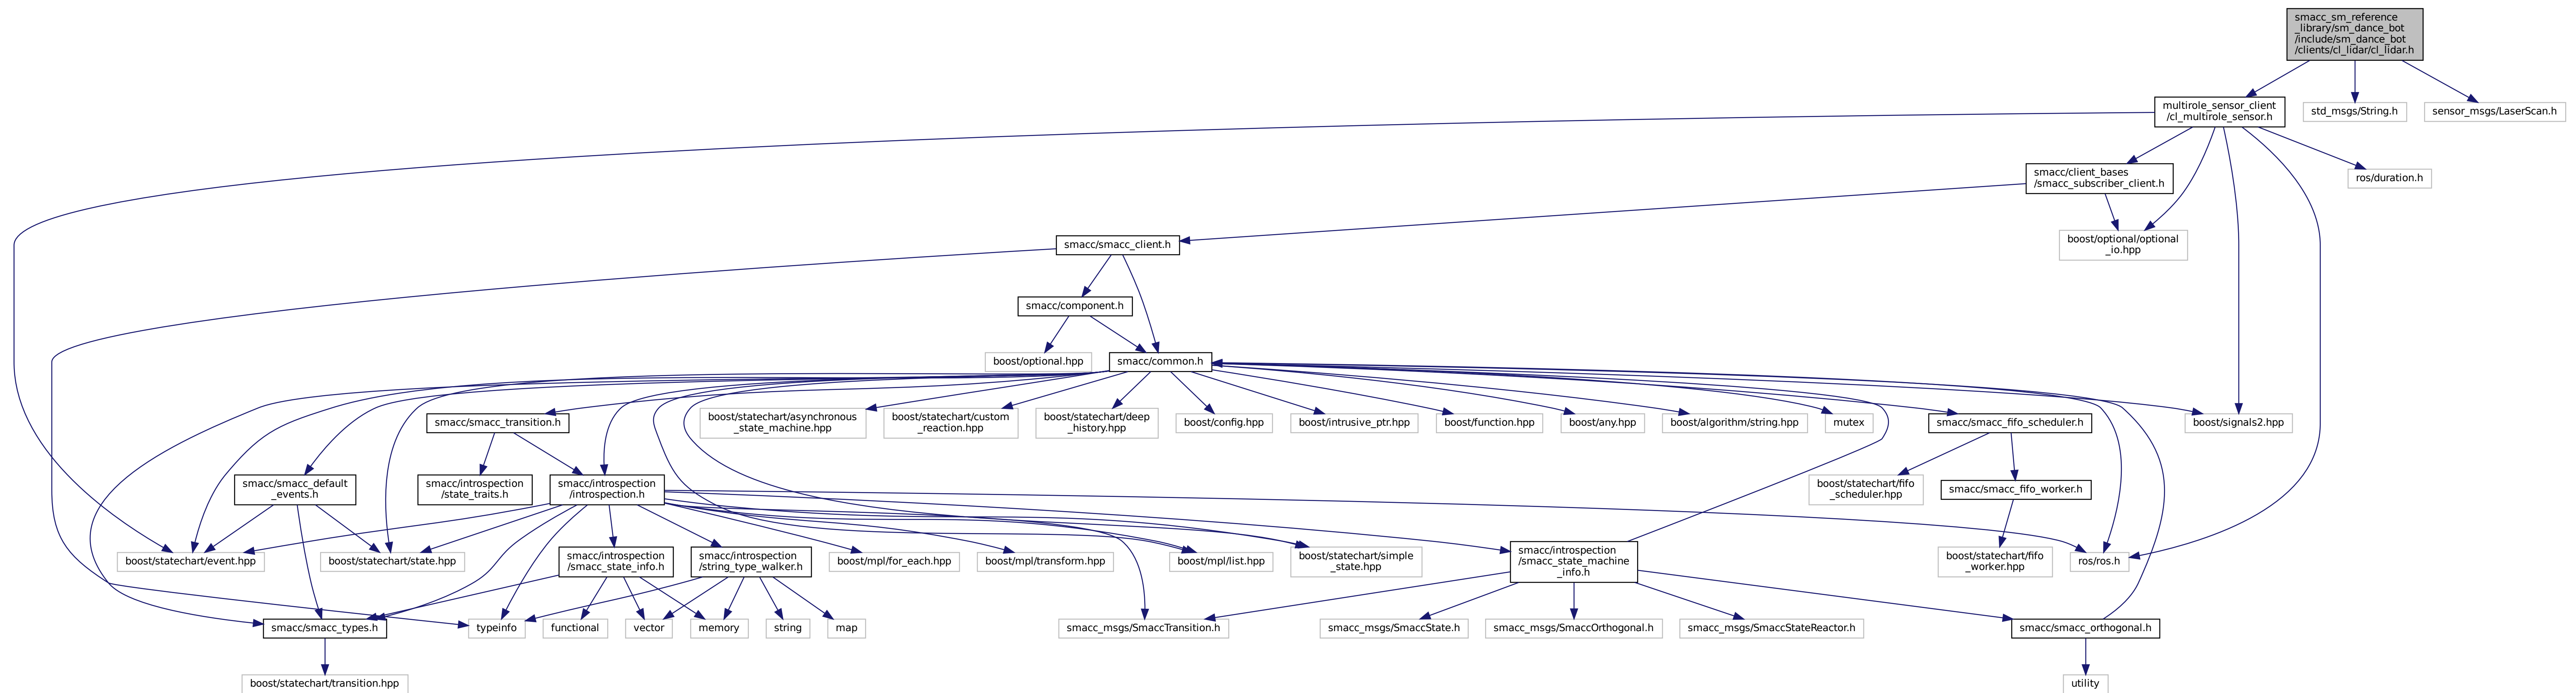 smacc_sm_reference
_library/sm_dance_bot
/include/sm_dance_bot
/clients/cl_lidar/cl_lidar.h
multirole_sensor_client
/cl_multirole_sensor.h
std_msgs/String.h
sensor_msgs/LaserScan.h
smacc/client_bases
/smacc_subscriber_client.h
ros/duration.h
smacc/smacc_client.h
boost/optional/optional
_io.hpp
smacc/component.h
boost/optional.hpp
smacc/common.h
smacc/smacc_transition.h
boost/statechart/asynchronous
_state_machine.hpp
boost/statechart/custom
_reaction.hpp
boost/statechart/deep
_history.hpp
boost/config.hpp
boost/intrusive_ptr.hpp
boost/function.hpp
boost/any.hpp
boost/algorithm/string.hpp
mutex
smacc/smacc_fifo_scheduler.h
boost/signals2.hpp
smacc/smacc_default
_events.h
smacc/introspection
/state_traits.h
smacc/introspection
/introspection.h
boost/statechart/fifo
_scheduler.hpp
smacc/smacc_fifo_worker.h
boost/statechart/event.hpp
boost/statechart/state.hpp
smacc/introspection
/smacc_state_info.h
smacc/introspection
/string_type_walker.h
boost/mpl/for_each.hpp
boost/mpl/transform.hpp
boost/mpl/list.hpp
boost/statechart/simple
_state.hpp
smacc/introspection
/smacc_state_machine
_info.h
boost/statechart/fifo
_worker.hpp
ros/ros.h
smacc/smacc_types.h
typeinfo
functional
vector
memory
string
map
smacc_msgs/SmaccTransition.h
smacc_msgs/SmaccState.h
smacc_msgs/SmaccOrthogonal.h
smacc_msgs/SmaccStateReactor.h
smacc/smacc_orthogonal.h
boost/statechart/transition.hpp
utility